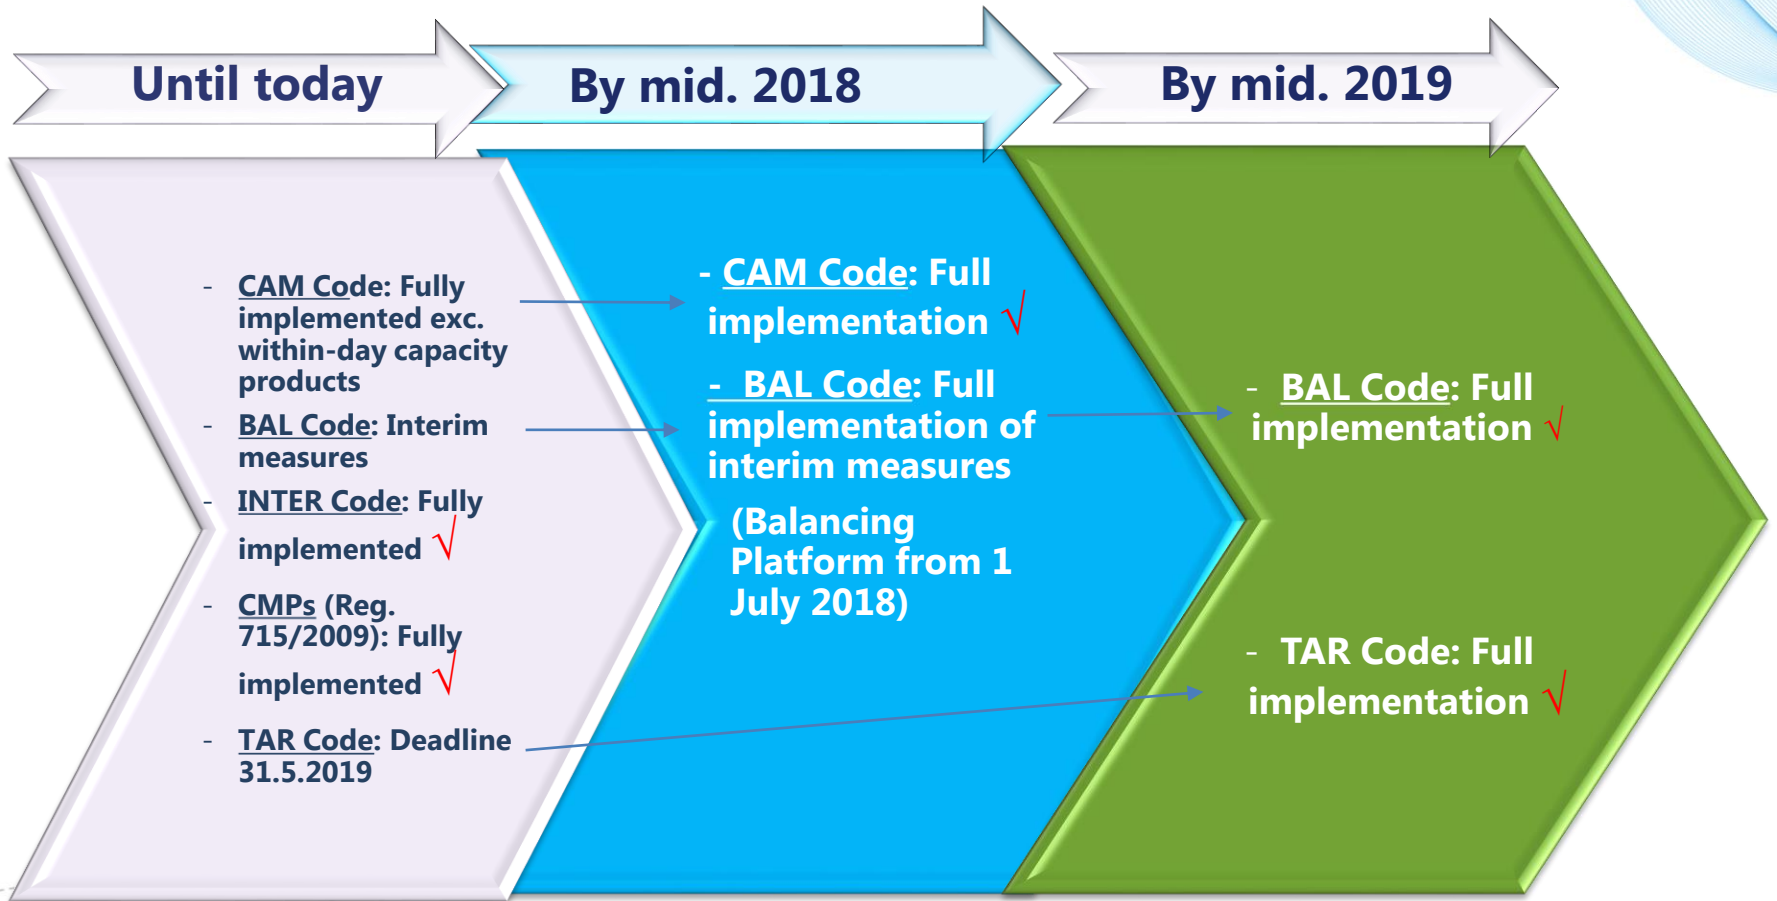 Until today
By mid. 2018
By mid. 2019
- CAM Code: Fully
implemented exc.
within-day capacity
products
- BAL Code: Interim
measures
- INTER Code: Fully
implemented √
- CMPs (Reg.
715/2009): Fully
implemented √
- TAR Code: Deadline
31.5.2019
- CAM Code: Full
implementation √
- BAL Code: Full
implementation of
interim measures
(Balancing
Platform from 1
July 2018)
- BAL Code: Full
implementation √
- TAR Code: Full
implementation √